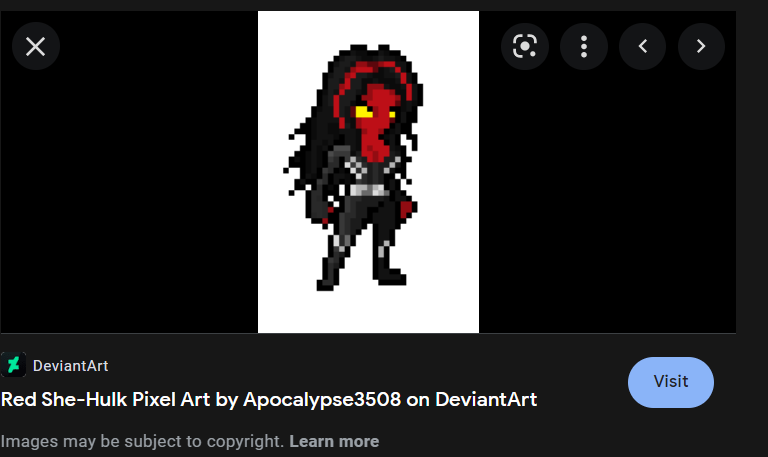 DeviantArt
Visit
Red She-Hulk Pixel Art by Apocalypse3508 on DeviantArt
Images may be subject to copyright. Learn more